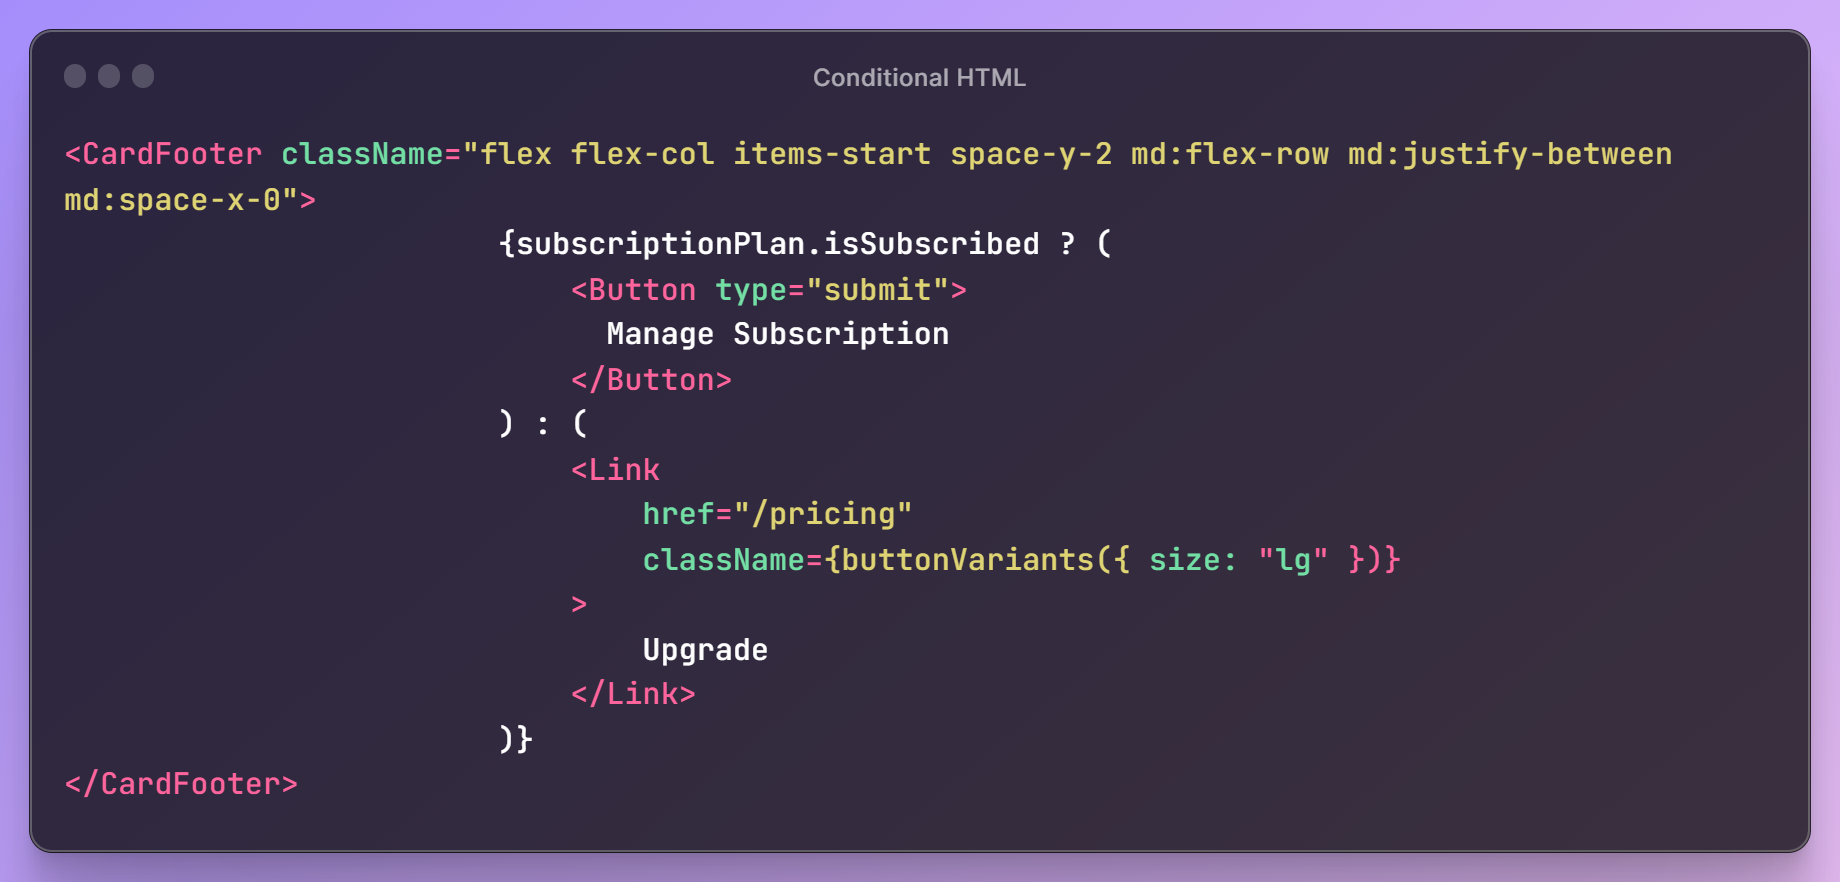 Conditional HTML
<CardFooter className="flex flex-col items-start space-y-2 md:flex-row md:justify-between
md:space-x-0">
{subscriptionPlan.isSubscribed ? (
<Button type="submit">
Manage Subscription
</Button>
) : (
<Link
href="/pricing"
className={buttonVariants({ size: "lg" })}
>
Upgrade
</Link>
)}
</CardFooter>